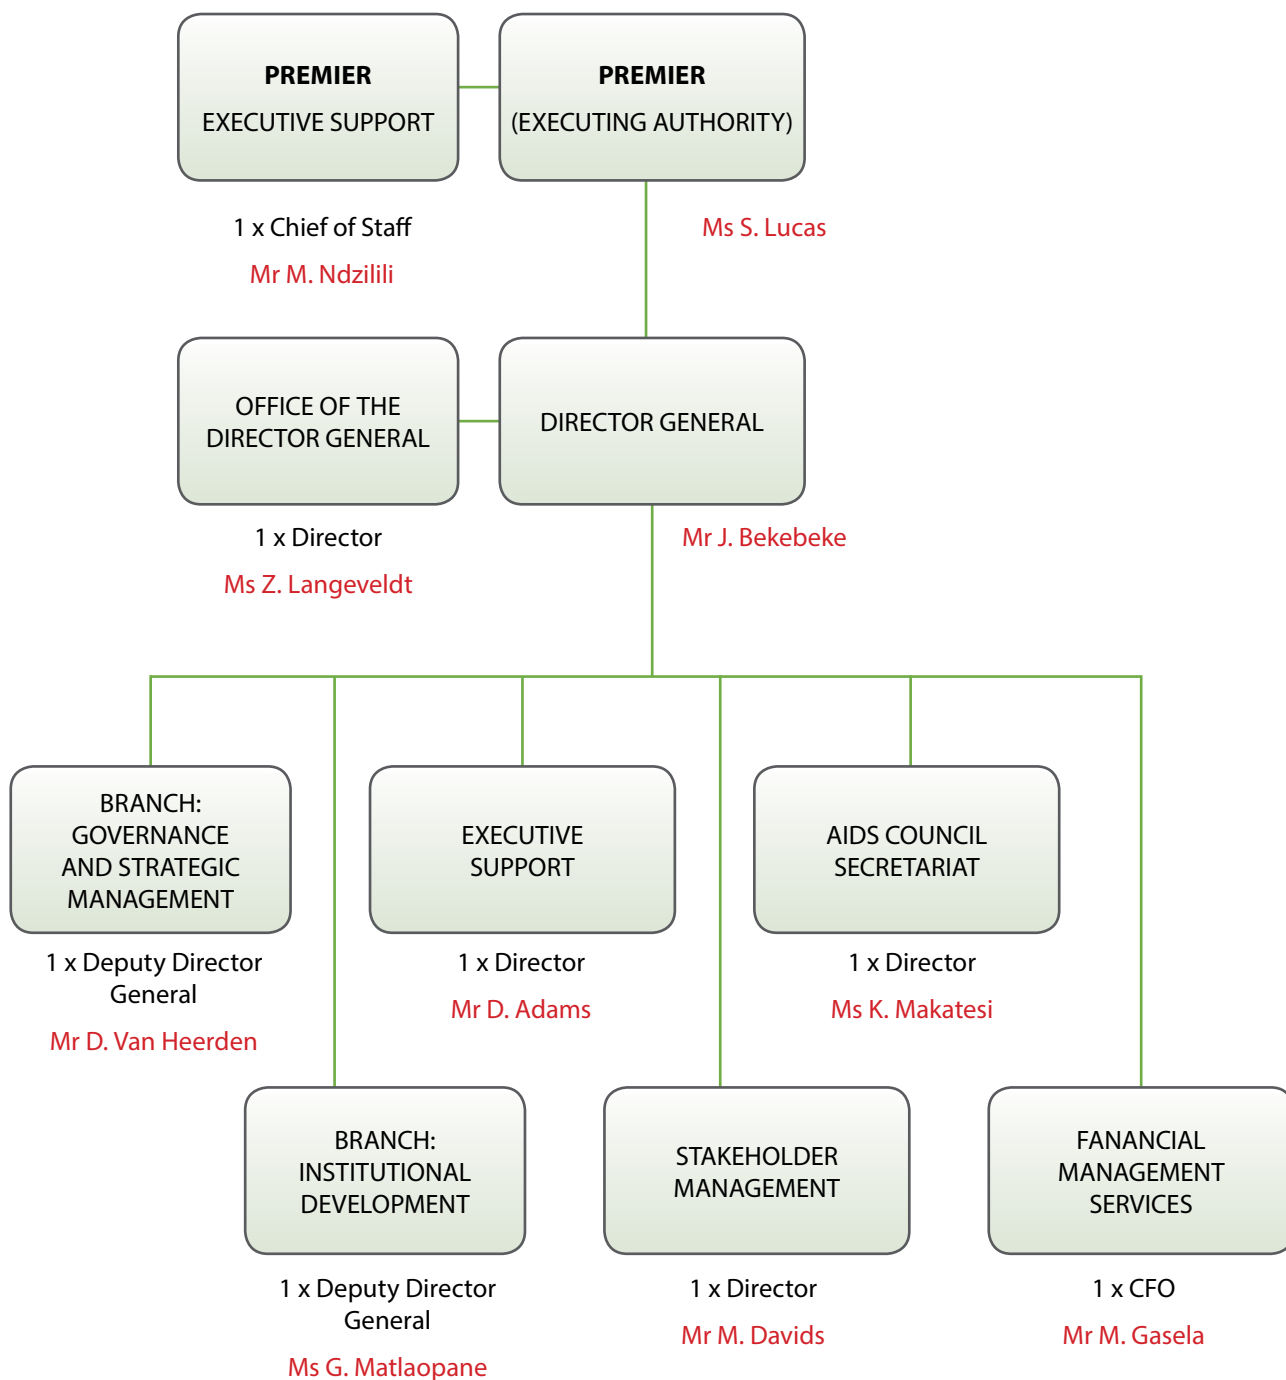 PREMIER
EXECUTIVE SUPPORT
PREMIER
(EXECUTING AUTHORITY)
1 x Chief of Staff
Mr M. Ndzilili
Ms S. Lucas
OFFICE OF THE
DIRECTOR GENERAL
DIRECTOR GENERAL
1 x Director
Ms Z. Langeveldt
Mr J. Bekebeke
BRANCH:
GOVERNANCE
AND STRATEGIC
MANAGEMENT
1 x Deputy Director
General
Mr D. Van Heerden
EXECUTIVE
SUPPORT
1 x Director
Mr D. Adams
AIDS COUNCIL
SECRETARIAT
1 x Director
Ms K. Makatesi
BRANCH:
INSTITUTIONAL
DEVELOPMENT
1 x Deputy Director
General
Ms G. Matlaopane
STAKEHOLDER
MANAGEMENT
1 x Director
Mr M. Davids
FANANCIAL
MANAGEMENT
SERVICES
1 x CFO
Mr M. Gasela